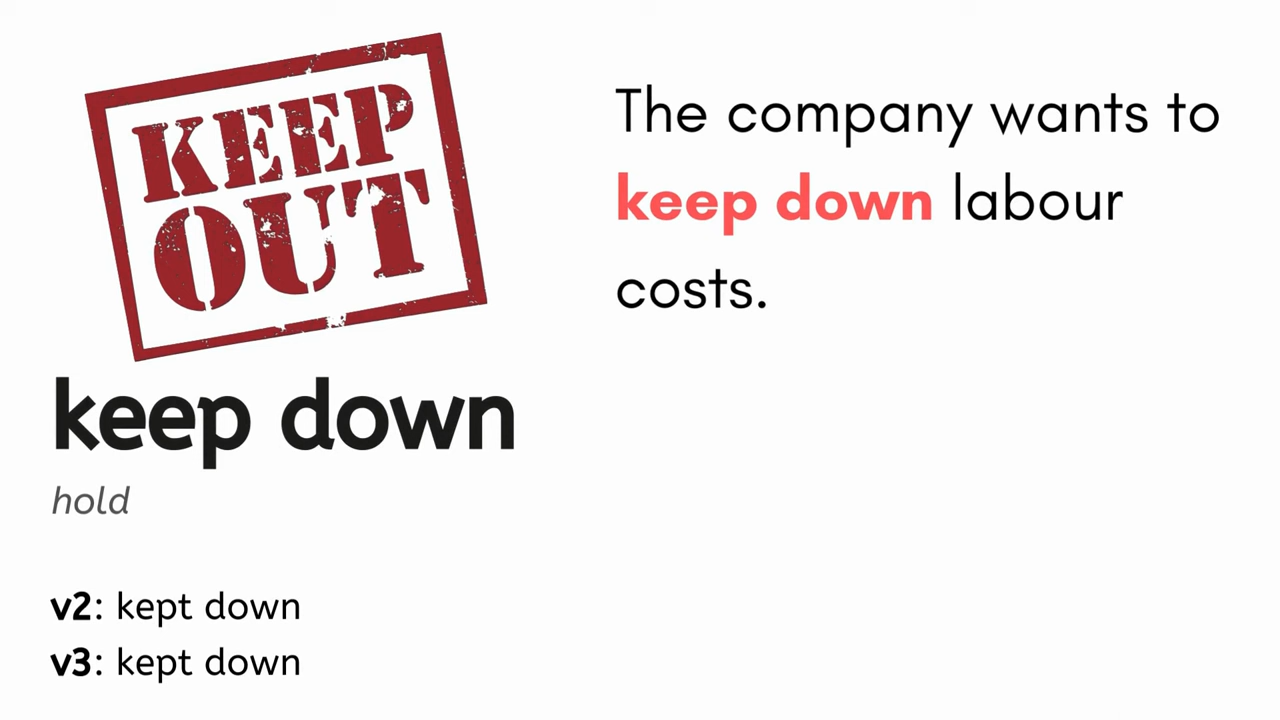 KEEP
OUT
keep down
hold
v2: kept down
v3: kept down
The company wants to
keep down labour
costs.